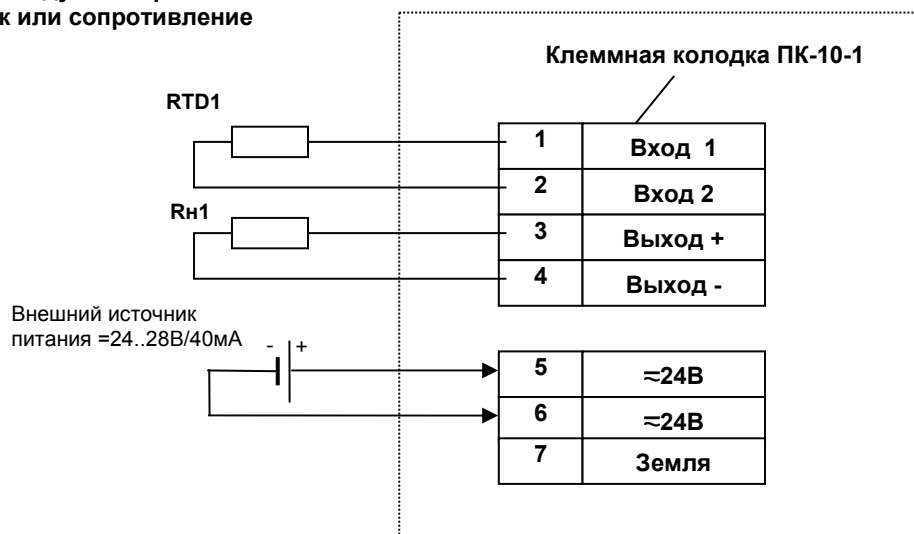 к или сопротивление
Клеммная колодка ПК-10-1
RTD1
1 Вход 1
2 Вход 2
Rн1
3 Выход +
4 Выход -
Внешний источник
питания =24..28В/40мА
- +
5 ≂24В
6 ≂24В
7 Земля